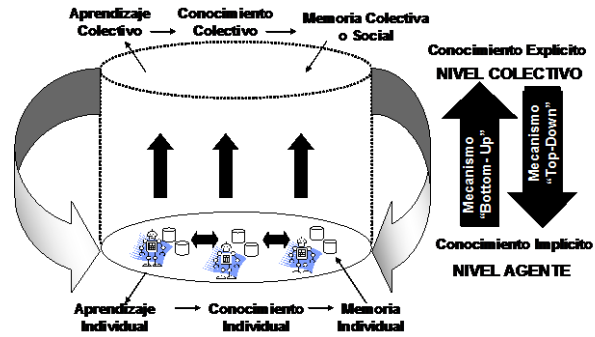 Aprendizaje
Colectivo
Conocimiento
Colectivo
Memoria Colectiva
o Social
Conocimiento Explícito
NIVEL COLECTIVO
Mecanismo
"Bottom- Up"
Mecanismo
"Top-Down"
Conocimiento Implícito
NIVEL AGENTE
Aprendizaje
Individual
Conocimiento
Individual
Memoria
Individual